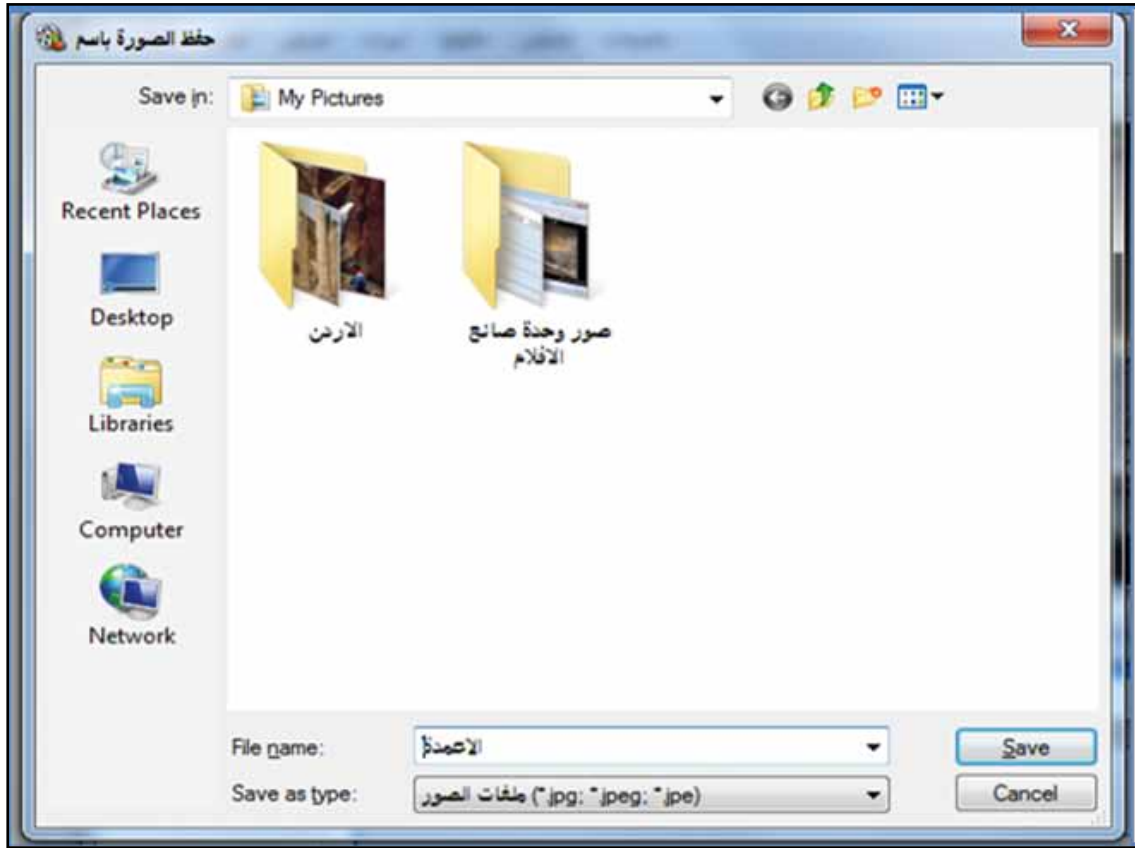 حفظ الصورة باسم
Save in:
My Pictures
Recent Places
Desktop
Libraries
Computer
Network
الاردن
صور وحدة صانع
الافلام
File name:
الاعمدة
Save
Save as type:
ملفات الصور (*.jpg; *.jpeg; *.jpe)
Cancel